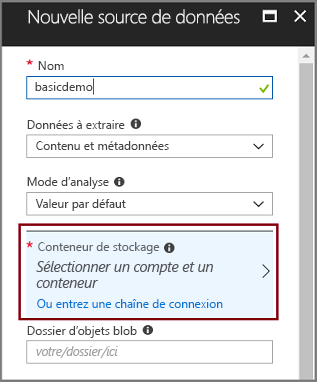 Nouvelle source de données
* Nom
basicdemo
Données à extraire
Contenu et métadonnées
Mode d'analyse
Valeur par défaut
* Conteneur de stockage
Sélectionner un compte et un
conteneur
Ou entrez une chaîne de connexion
Dossier d'objets blob
votre/dossier/ici